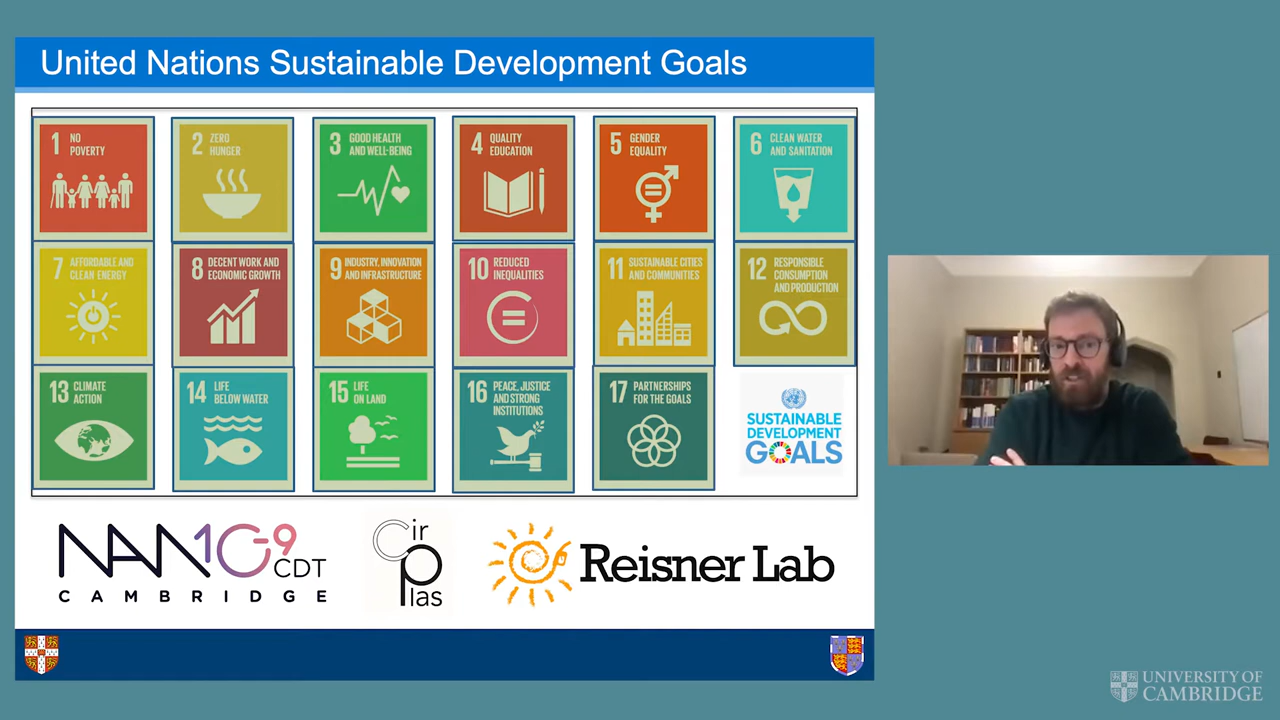 United Nations Sustainable Development Goals
1 NO
POVERTY
2 ZERO
HUNGER
3 GOOD HEALTH
AND WELL-BEING
4 QUALITY
EDUCATION
5 GENDER
EQUALITY
6 CLEAN WATER
AND SANITATION
7 AFFORDABLE AND
CLEAN ENERGY
8 DECENT WORK AND
ECONOMIC GROWTH
9 INDUSTRY, INNOVATION
AND INFRASTRUCTURE
10 REDUCED
INEQUALITIES
11 SUSTAINABLE CITIES
AND COMMUNITIES
12 RESPONSIBLE
CONSUMPTION
AND PRODUCTION
13 CLIMATE
ACTION
14 LIFE
BELOW WATER
15 LIFE
ON LAND
16 PEACE, JUSTICE
AND STRONG
INSTITUTIONS
17 PARTNERSHIPS
FOR THE GOALS
SUSTAINABLE
DEVELOPMENT
GOALS
NAN10-9
CDT
CAMBRIDGE
Cir
Plas
Reisner Lab
UNIVERSITY OF
CAMBRIDGE